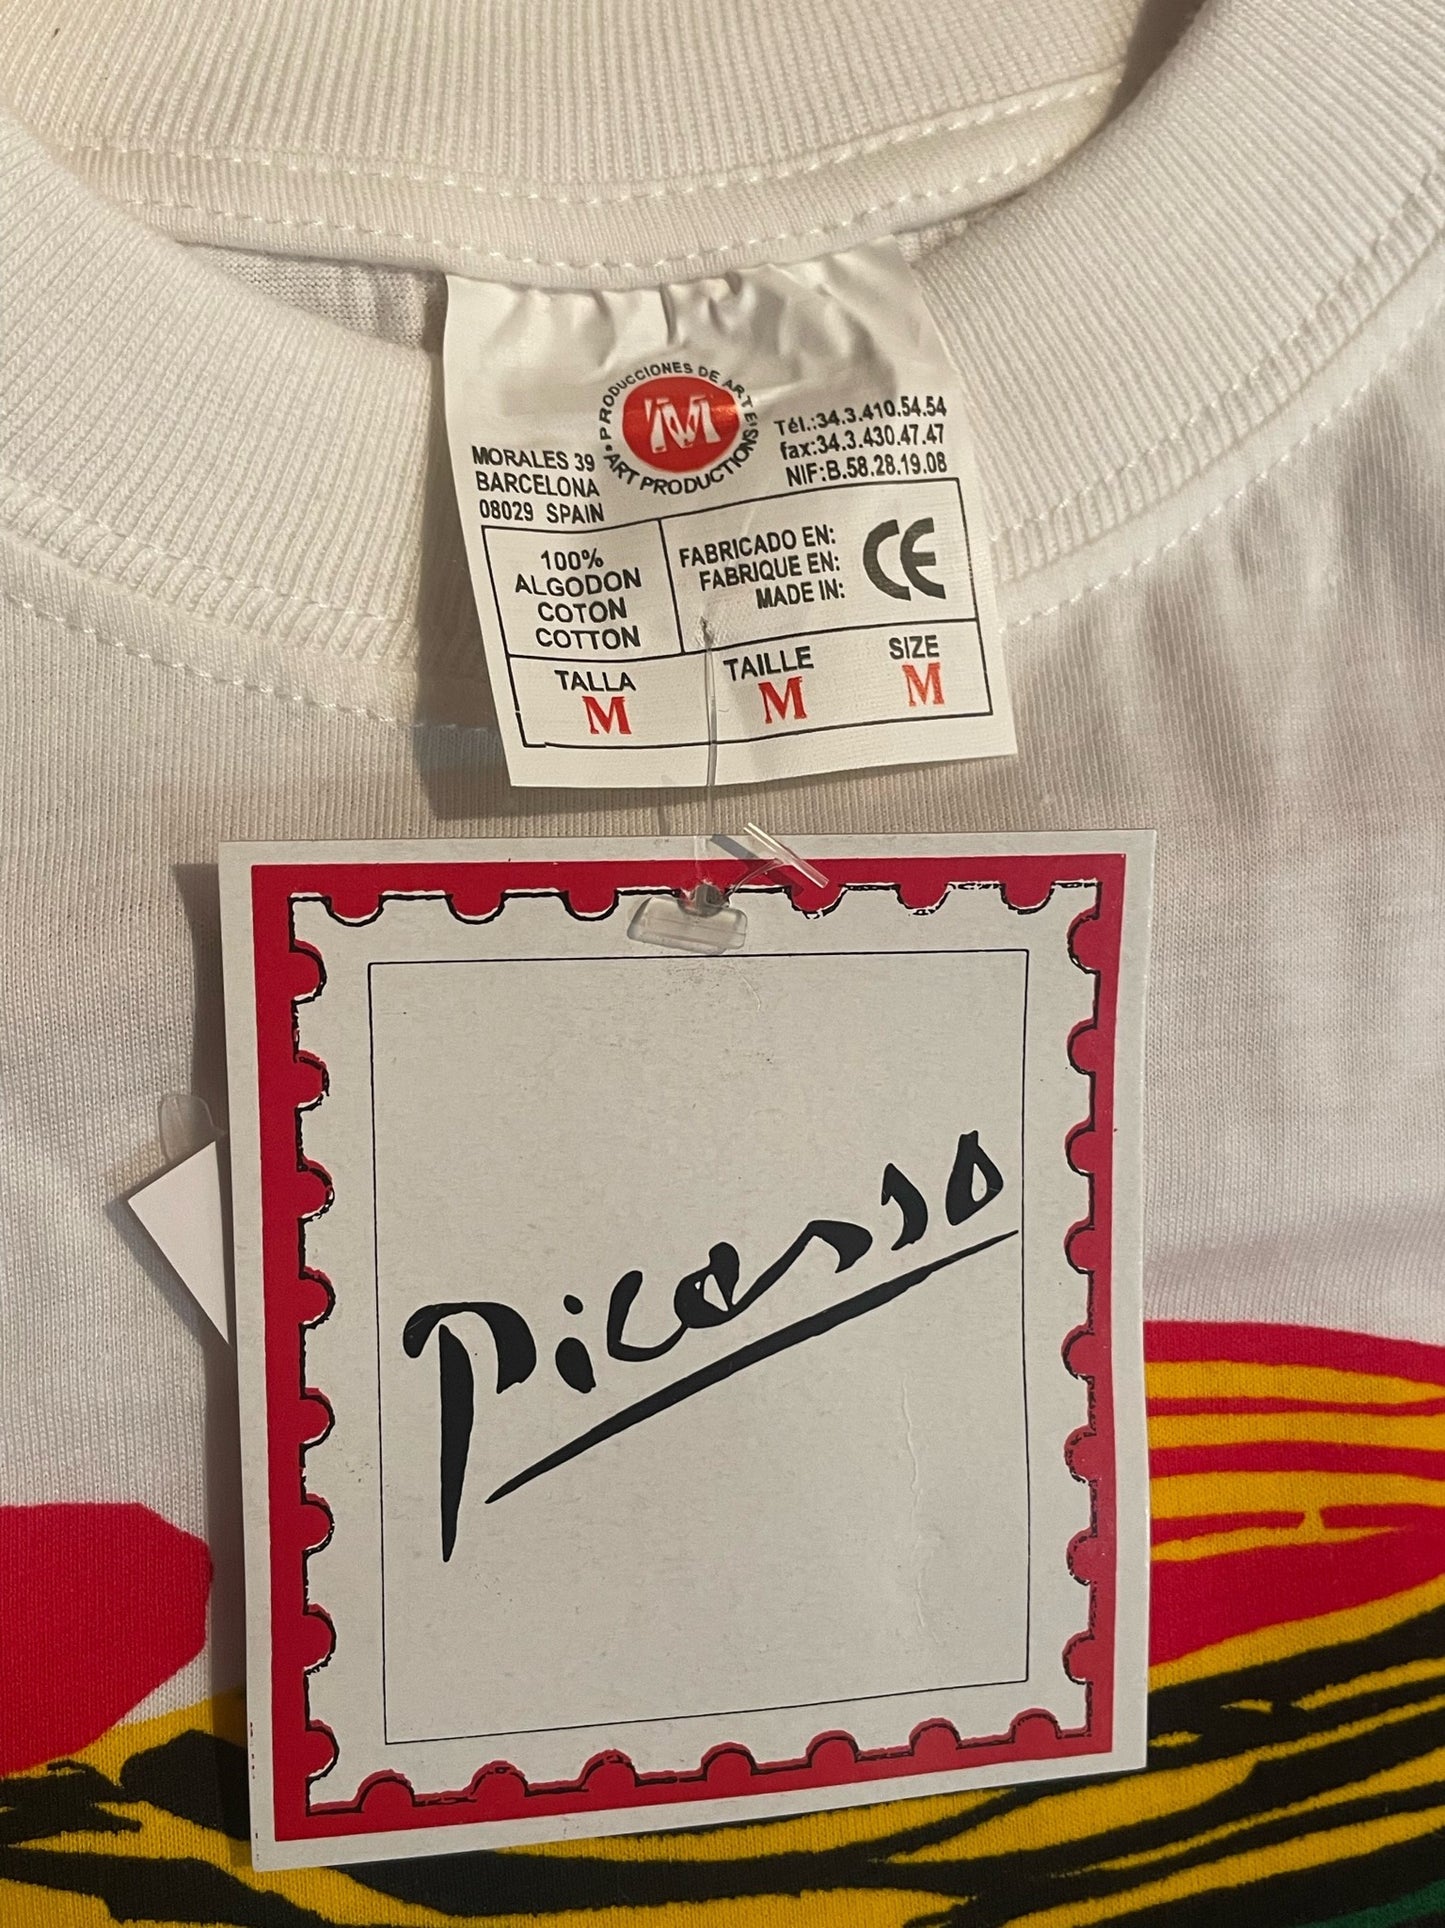 PRODUCCIONES DE ARTE
M
ART PRODUCTIONS
MORALES 39
BARCELONA
08029 SPAIN
Tél.:34.3.410.54.54
fax:34.3.430.47.47
NIF:B.58.28.19.08
100%
ALGODON
COTON
COTTON
FABRICADO EN:
FABRIQUE EN:
MADE IN:
CE
TALLA
M
TAILLE
M
SIZE
M
Picasso